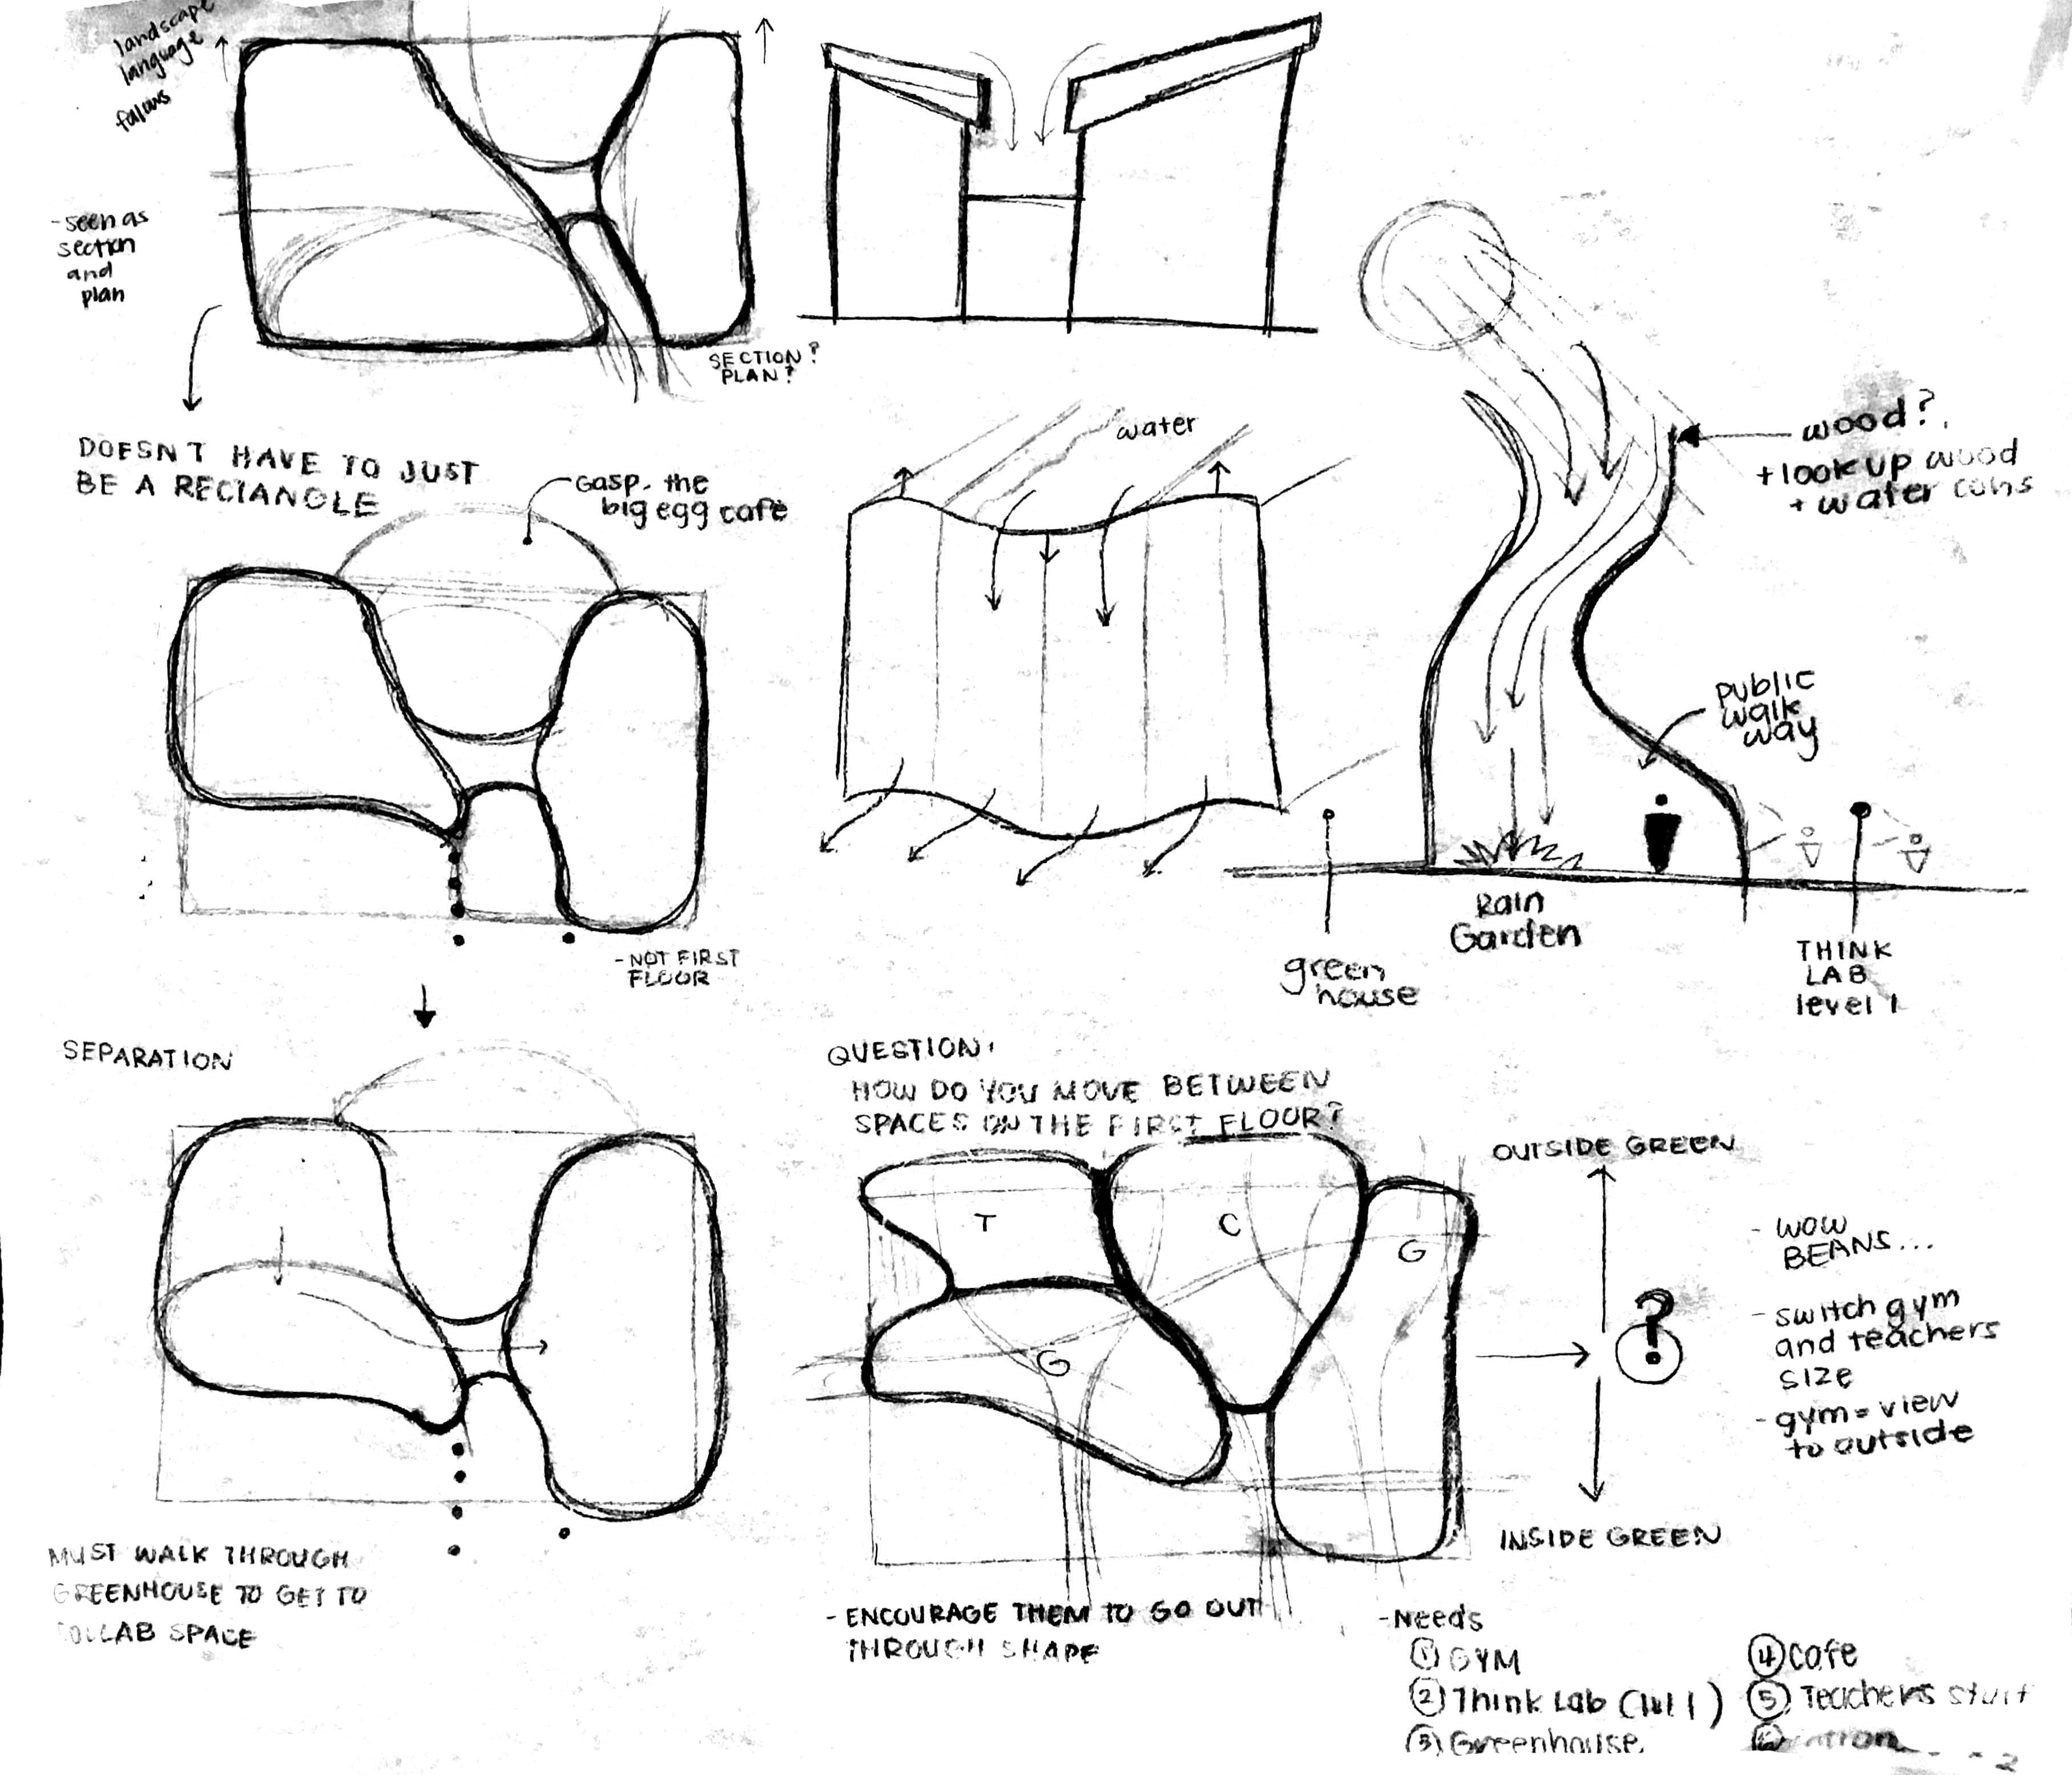 landscape
language
follows
- seen as
section
and
plan
SECTION?
PLAN?
DOESN'T HAVE TO JUST
BE A RECTANGLE
Gasp. the
big egg cafe
- NOT FIRST
FLOOR
water
wood?
+ look up wood
+ water cons
public
walk
way
Rain
Garden
green
house
THINK
LAB
level 1
SEPARATION
MUST WALK THROUGH
GREENHOUSE TO GET TO
COLLAB SPACE
QUESTION:
HOW DO YOU MOVE BETWEEN
SPACES ON THE FIRST FLOOR?
T
C
G
G
- ENCOURAGE THEM TO GO OUT
THROUGH SHAPE
OUTSIDE GREEN
?
INSIDE GREEN
- WOW
BEANS...
- switch gym
and teachers
size
- gym = view
to outside
- Needs
① GYM
② Think Lab (lvl 1)
③ Greenhouse
④ Cafe
⑤ Teachers stuff